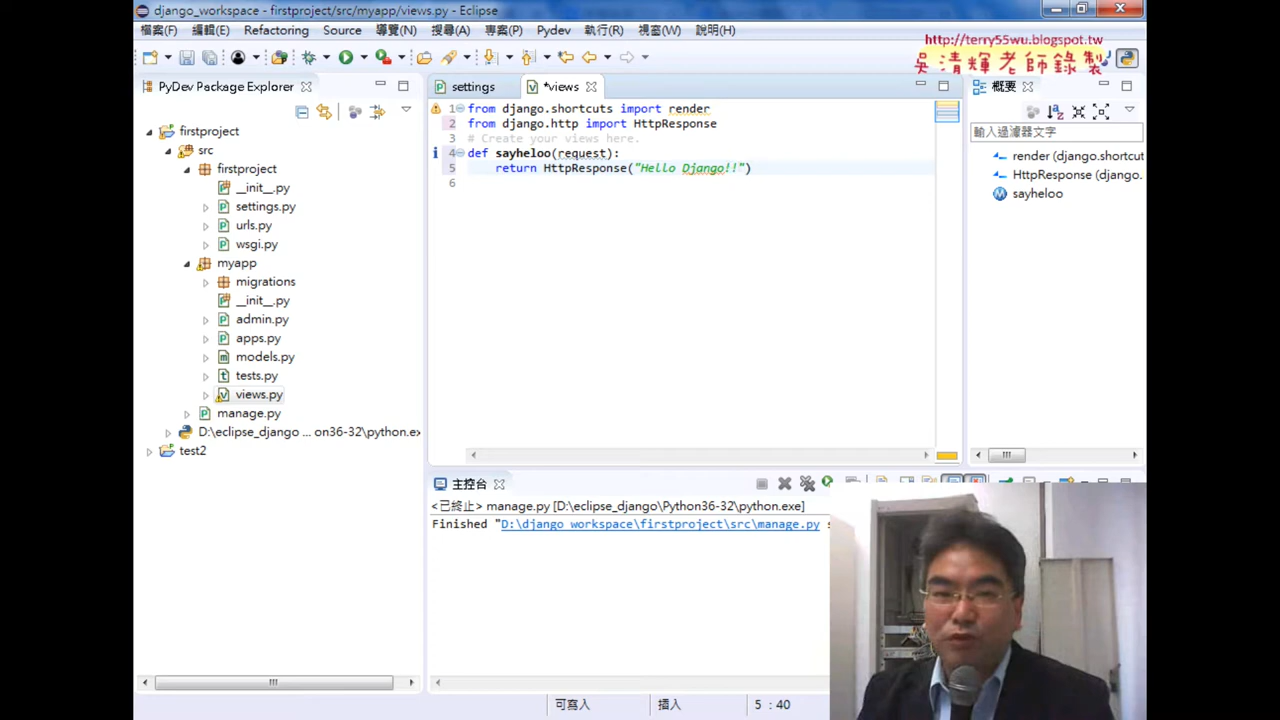 django_workspace - firstproject/src/myapp/views.py - Eclipse
檔案(F) 編輯(E) Refactoring Source 導覽(N) 搜尋(A) 專案(P) Pydev 執行(R) 視窗(W) 說明(H)
http://terry55wu.blogspot.tw
吳清輝老師錄製
PyDev Package Explorer
firstproject
src
firstproject
__init__.py
settings.py
urls.py
wsgi.py
myapp
migrations
__init__.py
admin.py
apps.py
models.py
tests.py
views.py
manage.py
D:\eclipse_django ... on36-32\python.ex
test2
settings *views
1 from django.shortcuts import render
2 from django.http import HttpResponse
3 # Create your views here.
4 def sayheloo(request):
5 return HttpResponse("Hello Django!!")
6
概要
輸入過濾器文字
render (django.shortcut
HttpResponse (django.
sayheloo
主控台
<已終止> manage.py [D:\eclipse_django\Python36-32\python.exe]
Finished "D:\django_workspace\firstproject\src\manage.py s
可寫入 插入 5 : 40